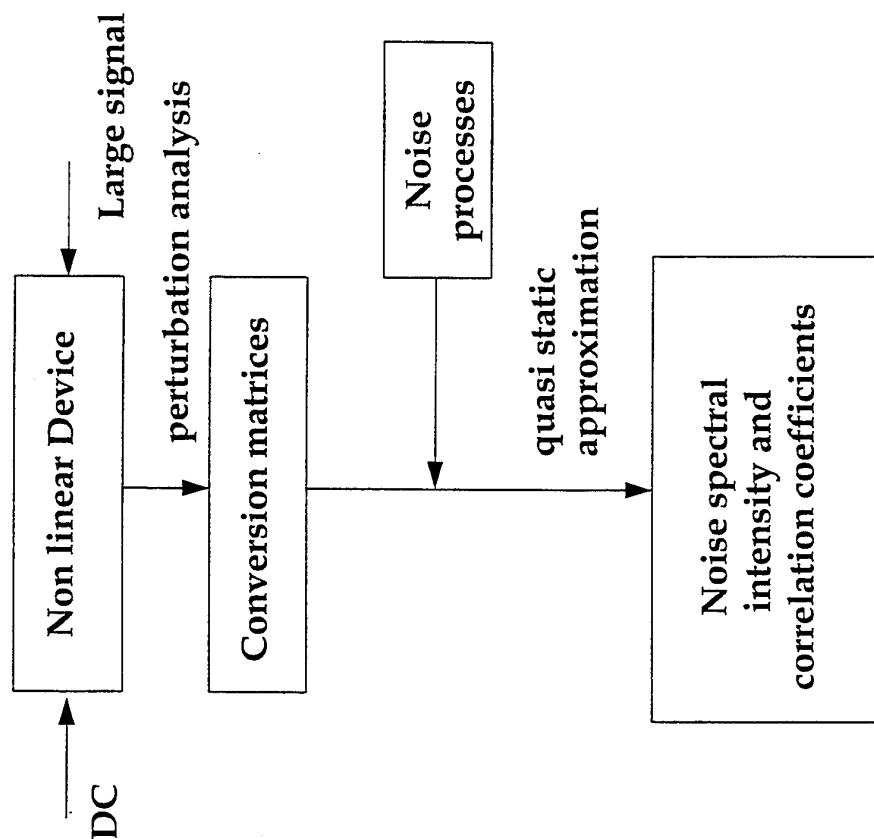 DC
Non linear Device
Large signal
perturbation analysis
Conversion matrices
Noise
processes
quasi static
approximation
Noise spectral
intensity and
correlation coefficients